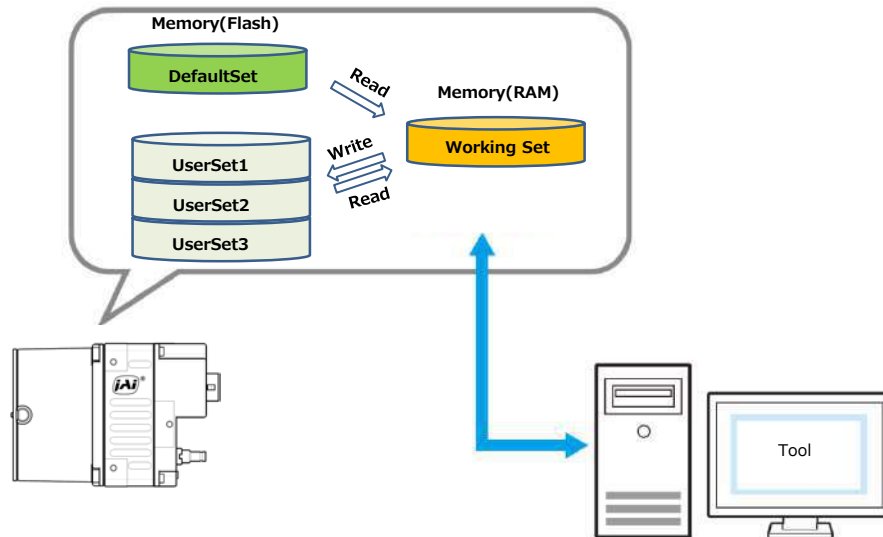 Memory(Flash)
DefaultSet
Read
Memory(RAM)
Working Set
Write
Read
UserSet1
UserSet2
UserSet3
JAi®
Tool